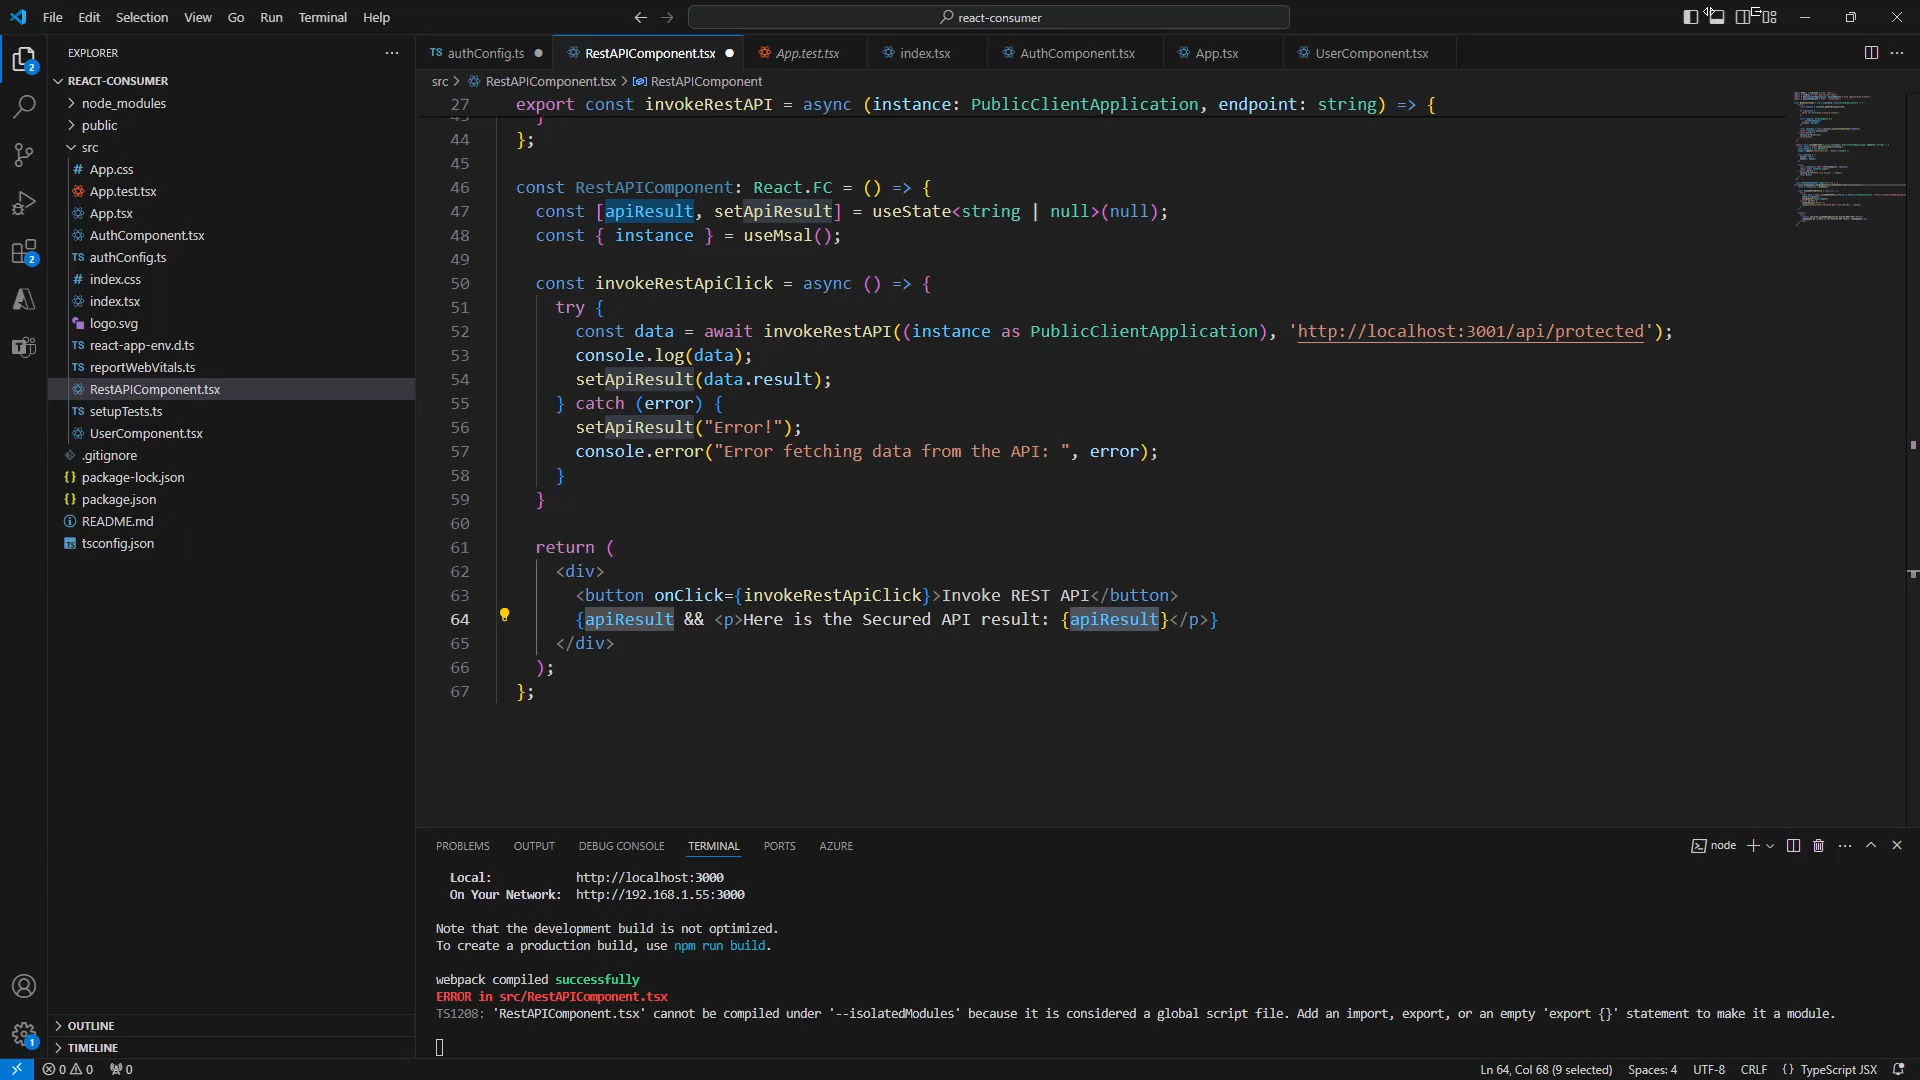 File Edit Selection View Go Run Terminal Help
react-consumer
EXPLORER
2
REACT-CONSUMER
node_modules
public
src
# App.css
App.test.tsx
App.tsx
AuthComponent.tsx
TS authConfig.ts
# index.css
index.tsx
logo.svg
TS react-app-env.d.ts
TS reportWebVitals.ts
RestAPIComponent.tsx
TS setupTests.ts
UserComponent.tsx
.gitignore
{} package-lock.json
{} package.json
README.md
tsconfig.json
OUTLINE
TIMELINE
2
1
TS authConfig.ts
RestAPIComponent.tsx
App.test.tsx
index.tsx
AuthComponent.tsx
App.tsx
UserComponent.tsx
src > RestAPIComponent.tsx > RestAPIComponent
27 export const invokeRestAPI = async (instance: PublicClientApplication, endpoint: string) => {
44 };
45
46 const RestAPIComponent: React.FC = () => {
47 const [apiResult, setApiResult] = useState<string | null>(null);
48 const { instance } = useMsal();
49
50 const invokeRestApiClick = async () => {
51 try {
52 const data = await invokeRestAPI((instance as PublicClientApplication), 'http://localhost:3001/api/protected');
53 console.log(data);
54 setApiResult(data.result);
55 } catch (error) {
56 setApiResult("Error!");
57 console.error("Error fetching data from the API: ", error);
58 }
59 }
60
61 return (
62 <div>
63 <button onClick={invokeRestApiClick}>Invoke REST API</button>
64 {apiResult && <p>Here is the Secured API result: {apiResult}</p>}
65 </div>
66 );
67 };
PROBLEMS OUTPUT DEBUG CONSOLE TERMINAL PORTS AZURE
node
Local: http://localhost:3000
On Your Network: http://192.168.1.55:3000
Note that the development build is not optimized.
To create a production build, use npm run build.
webpack compiled successfully
ERROR in src/RestAPIComponent.tsx
TS1208: 'RestAPIComponent.tsx' cannot be compiled under '--isolatedModules' because it is considered a global script file. Add an import, export, or an empty 'export {}' statement to make it a module.
0 0 0
Ln 64, Col 68 (9 selected) Spaces: 4 UTF-8 CRLF {} TypeScript JSX